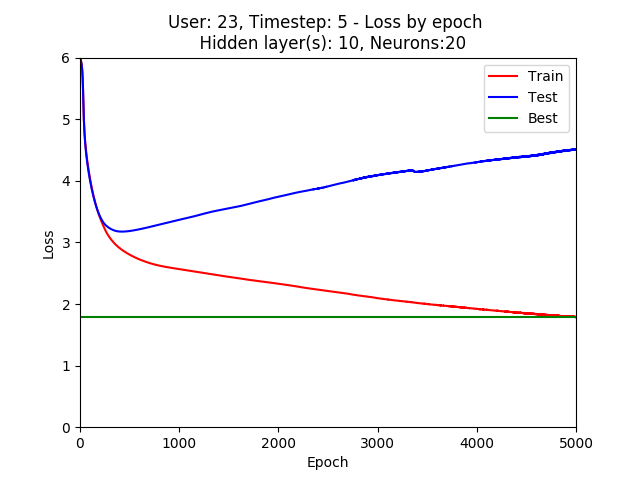 User: 23, Timestep: 5 - Loss by epoch
Hidden layer(s): 10, Neurons:20
Train
Test
Best
6
5
4
3
2
1
0
Loss
0 1000 2000 3000 4000 5000
Epoch